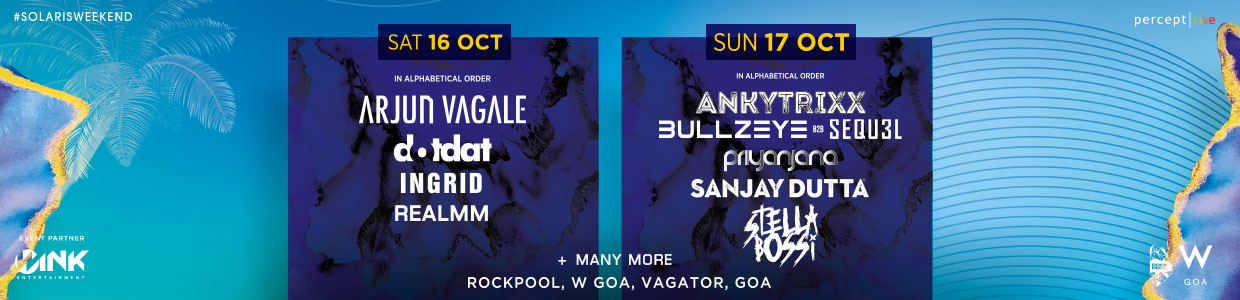 #SOLARISWEEKEND
percept|live
SAT 16 OCT
IN ALPHABETICAL ORDER
ARJUN VAGALE
dotdat
INGRID
REALMM
SUN 17 OCT
IN ALPHABETICAL ORDER
ANKYTRIXX
BULLZEYE B2B SEQU3L
priyanjana
SANJAY DUTTA
STELLA BOSSI
+ MANY MORE
ROCKPOOL, W GOA, VAGATOR, GOA
EVENT PARTNER
OINK
ENTERTAINMENT
W
GOA